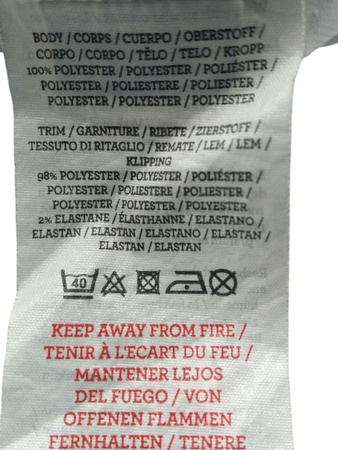 BODY / CORPS / CUERPO / OBERSTOFF /
CORPO / CORPO / TĚLO / TELO / KROPP
100% POLYESTER / POLYESTER / POLIÉSTER /
POLYESTER / POLIESTERE / POLIESTER /
POLYESTER / POLYESTER / POLYESTER
TRIM / GARNITURE / RIBETE / ZIERSTOFF /
TESSUTO DI RITAGLIO / REMATE / LEM / LEM /
KLIPPING
98% POLYESTER / POLYESTER / POLIÉSTER /
POLYESTER / POLIESTERE / POLIESTER /
POLYESTER / POLYESTER / POLYESTER
2% ELASTANE / ÉLASTHANNE / ELASTANO /
ELASTAN / ELASTAN / ELASTANO / ELASTAN /
ELASTAN / ELASTAN
40
KEEP AWAY FROM FIRE /
TENIR À L'ECART DU FEU /
MANTENER LEJOS
DEL FUEGO / VON
OFFENEN FLAMMEN
FERNHALTEN / TENERE